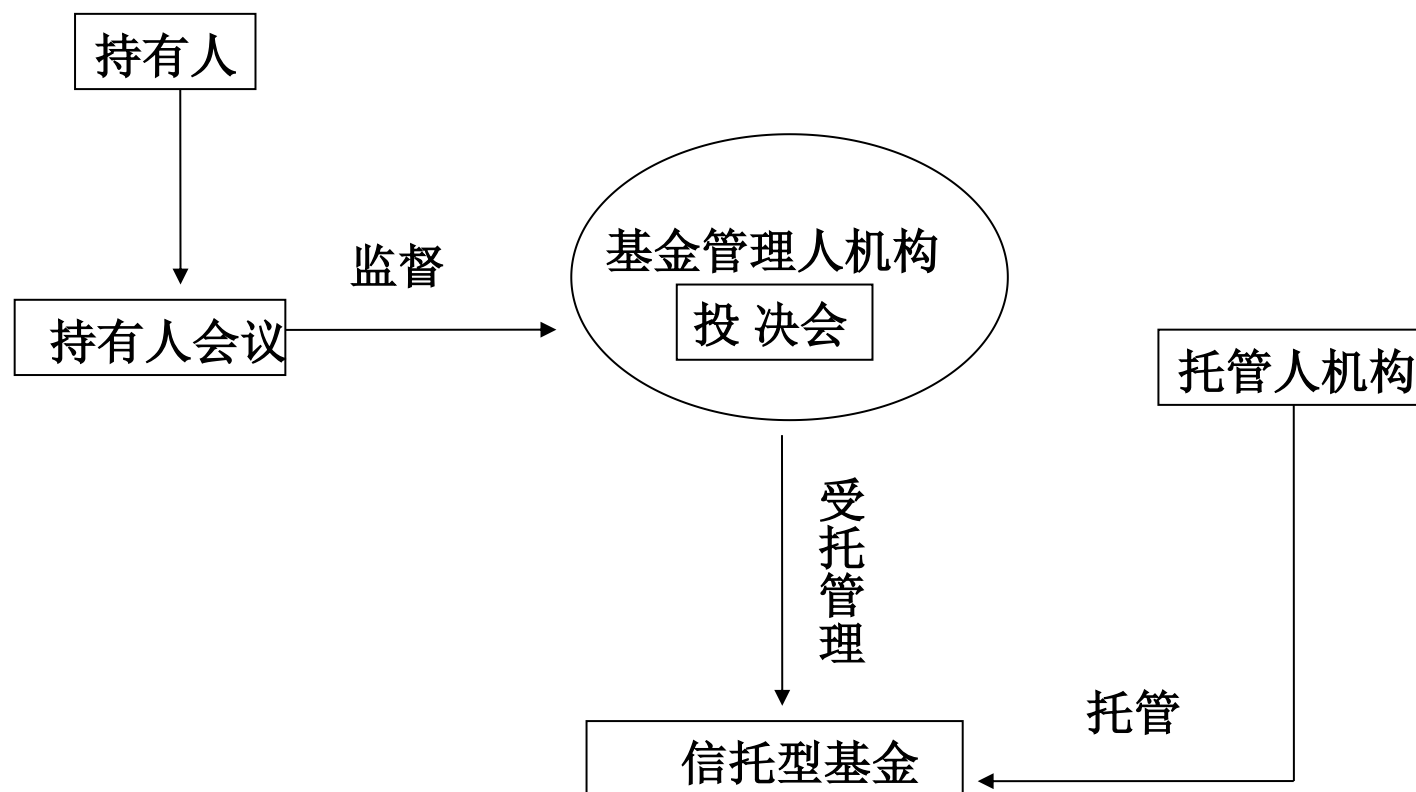 持有人
监督
基金管理人机构
持有人会议
投 决会
托管人机构
受
托
管
理
托管
信托型基金